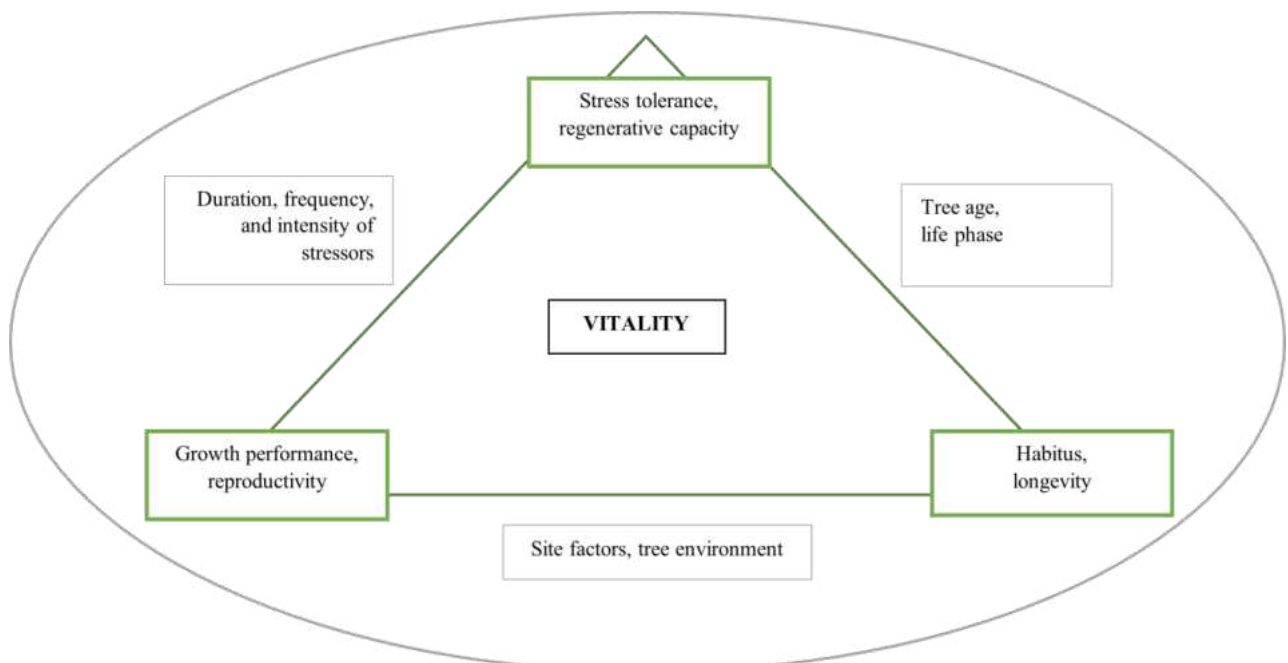 Stress tolerance,
regenerative capacity
Duration, frequency,
and intensity of
stressors
Tree age,
life phase
VITALITY
Growth performance,
reproductivity
Habitus,
longevity
Site factors, tree environment